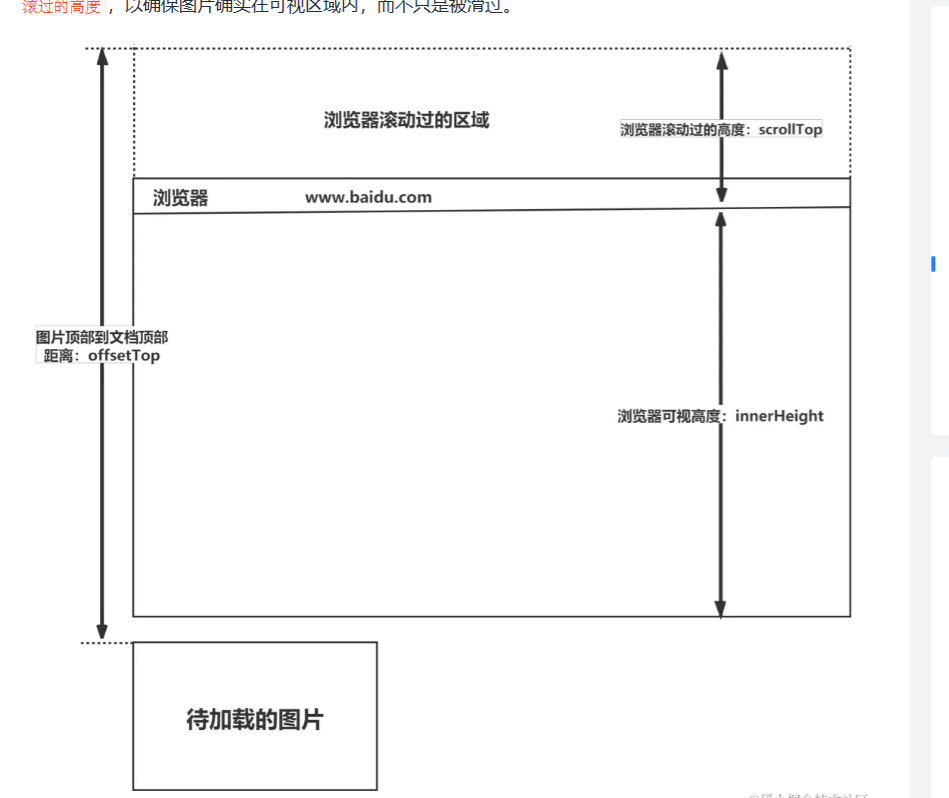 滚过的高度，以确保图片确实在可视区域内，而不只是被滑过。
浏览器滚动过的区域
浏览器滚动过的高度：scrollTop
浏览器
www.baidu.com
图片顶部到文档顶部
距离：offsetTop
浏览器可视高度：innerHeight
待加载的图片